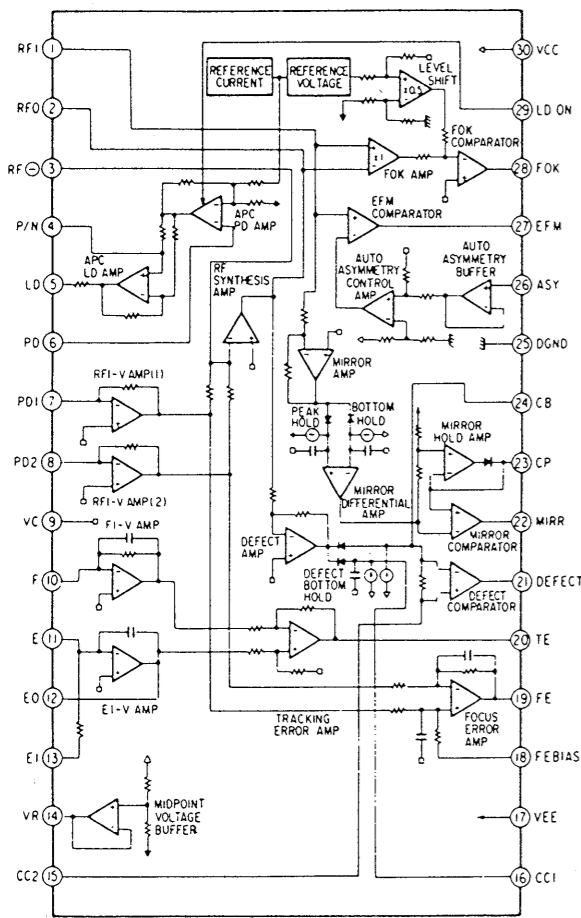 RFI 1
RFO 2
RF ⊖ 3
P/N 4
LD 5
PD 6
PD1 7
PD2 8
VC 9
F 10
E 11
EO 12
EI 13
VR 14
CC2 15
30 VCC
29 LD ON
28 FOK
27 EFM
26 ASY
25 DGND
24 CB
23 CP
22 MIRR
21 DEFECT
20 TE
19 FE
18 FEBIAS
17 VEE
16 CC1
REFERENCE
CURRENT
REFERENCE
VOLTAGE
LEVEL
SHIFT
x0.5
FOK
COMPARATOR
x1
FOK AMP
APC
PD AMP
EFM
COMPARATOR
APC
LD AMP
RF
SYNTHESIS
AMP
AUTO
ASYMMETRY
CONTROL
AMP
AUTO
ASYMMETRY
BUFFER
MIRROR
AMP
RFI-V AMP(1)
PEAK
HOLD
BOTTOM
HOLD
MIRROR
HOLD AMP
RFI-V AMP(2)
MIRROR
DIFFERENTIAL
AMP
MIRROR
COMPARATOR
FI-V AMP
DEFECT
AMP
DEFECT
BOTTOM
HOLD
DEFECT
COMPARATOR
EI-V AMP
TRACKING
ERROR AMP
FOCUS
ERROR
AMP
MIDPOINT
VOLTAGE
BUFFER